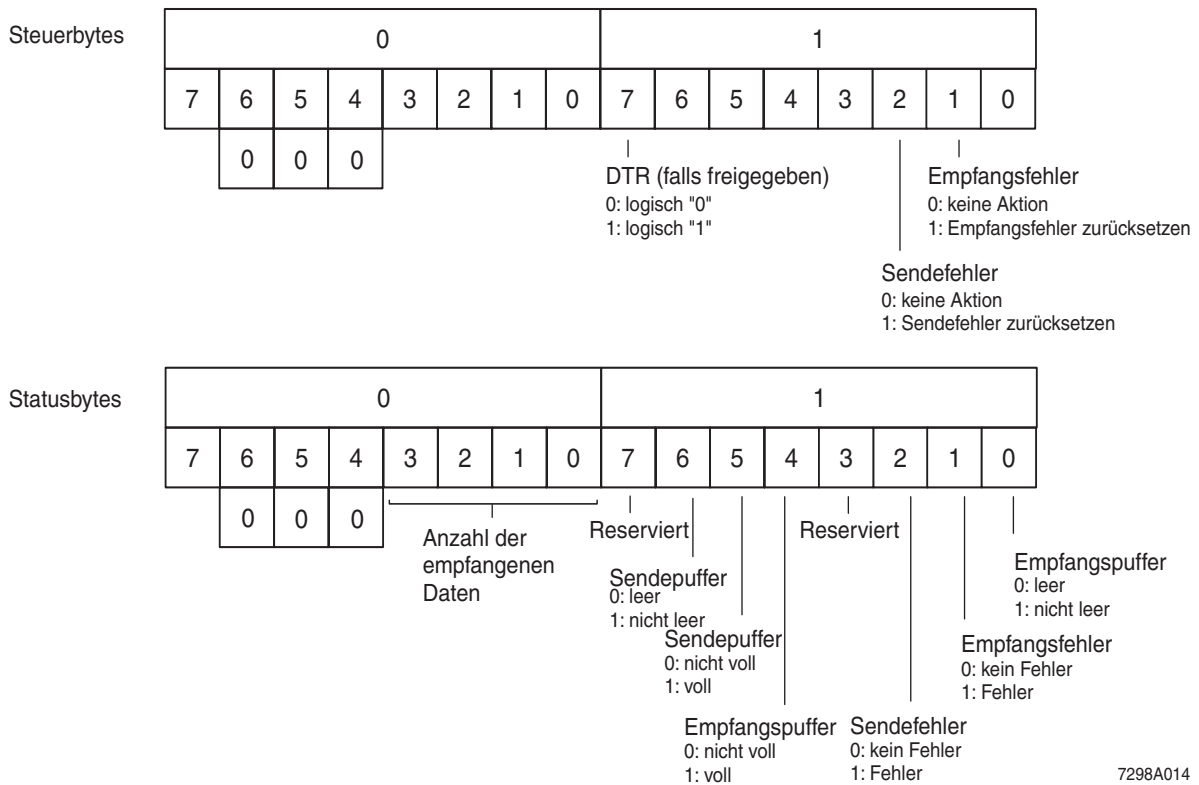 Steuerbytes
0 1
7 6 5 4 3 2 1 0 7 6 5 4 3 2 1 0
0 0 0
DTR (falls freigegeben)
0: logisch "0"
1: logisch "1"
Empfangsfehler
0: keine Aktion
1: Empfangsfehler zurücksetzen
Sendefehler
0: keine Aktion
1: Sendefehler zurücksetzen
Statusbytes
0 1
7 6 5 4 3 2 1 0 7 6 5 4 3 2 1 0
0 0 0
Anzahl der
empfangenen
Daten
Reserviert
Reserviert
Sendepuffer
0: leer
1: nicht leer
Sendepuffer
0: nicht voll
1: voll
Empfangspuffer
0: nicht voll
1: voll
Sendefehler
0: kein Fehler
1: Fehler
Empfangspuffer
0: leer
1: nicht leer
Empfangsfehler
0: kein Fehler
1: Fehler
7298A014